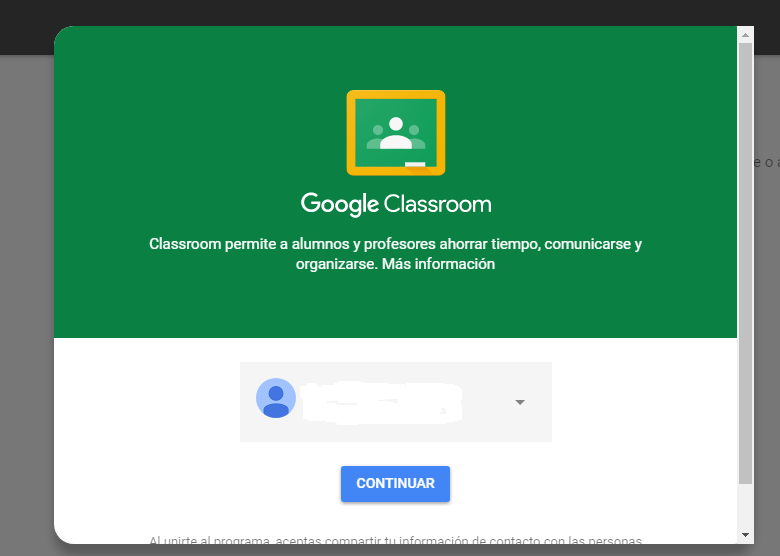 Google Classroom
Classroom permite a alumnos y profesores ahorrar tiempo, comunicarse y
organizarse. Más información
e o a
CONTINUAR
Al unirte al programa, aceptas compartir tu información de contacto con las personas